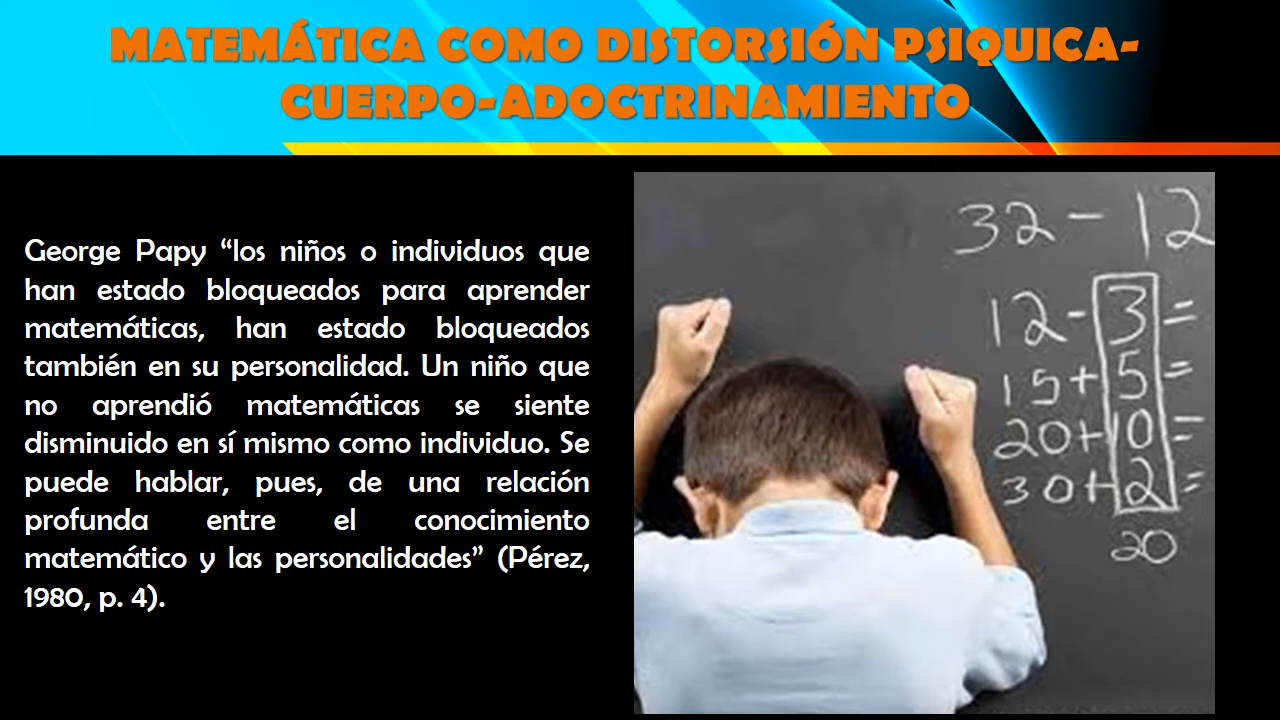 MATEMÁTICA COMO DISTORSIÓN PSIQUICA-
CUERPO-ADOCTRINAMIENTO
George Papy “los niños o individuos que
han estado bloqueados para aprender
matemáticas, han estado bloqueados
también en su personalidad. Un niño que
no aprendió matemáticas se siente
disminuido en sí mismo como individuo. Se
puede hablar, pues, de una relación
profunda entre el conocimiento
matemático y las personalidades” (Pérez,
1980, p. 4).
32 - 12
12 - 3 =
15 + 5 =
20 + 10 =
30 + 2 =
20